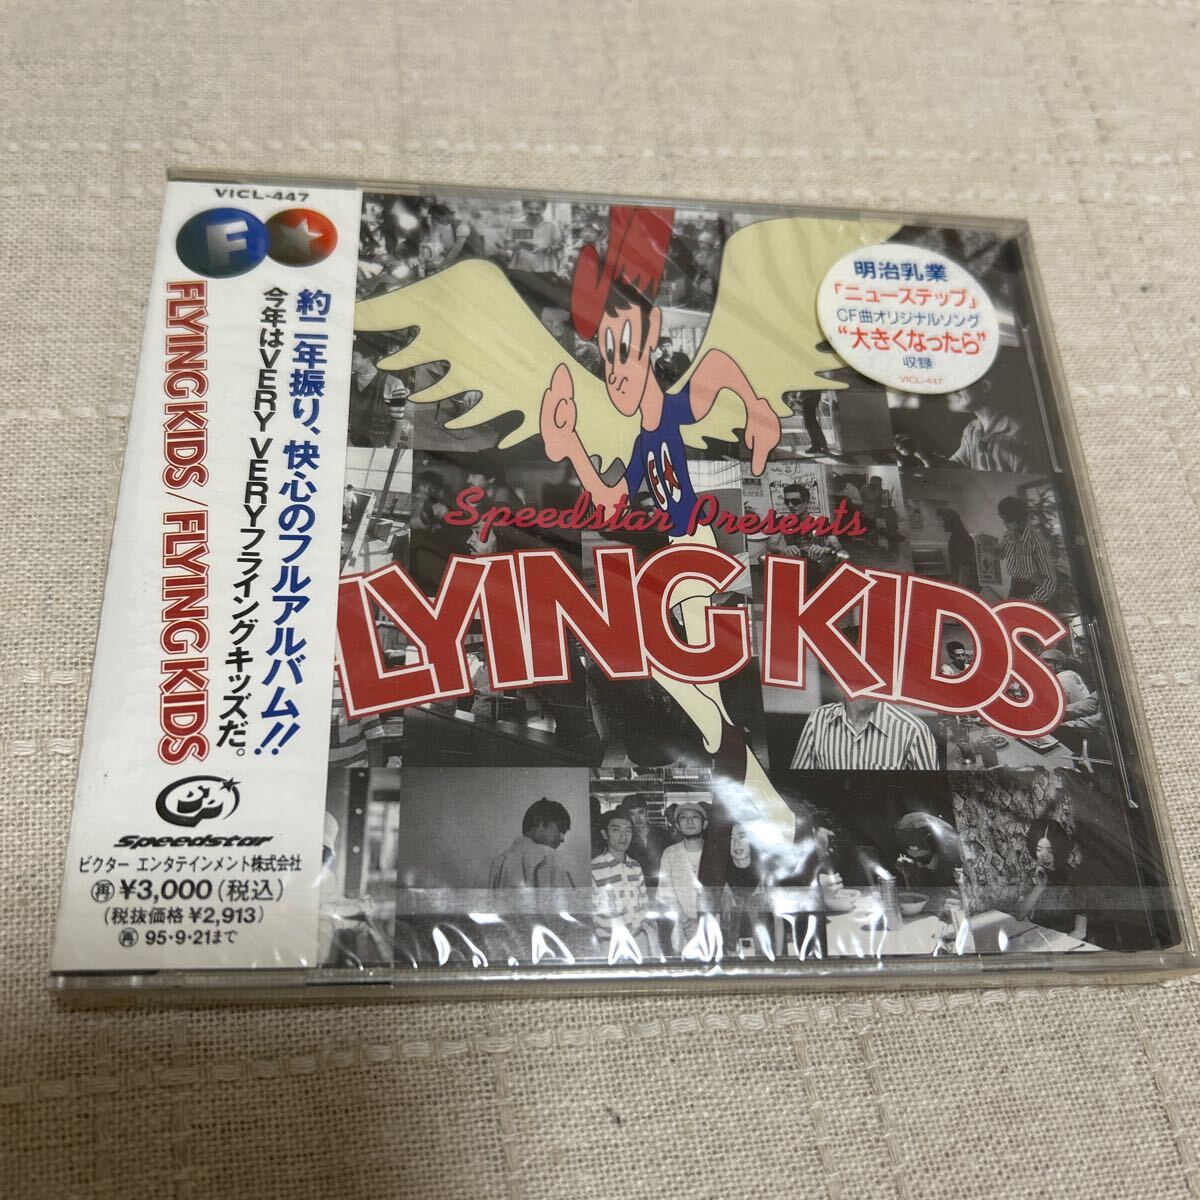 VICL-447
F
約二年振り、快心のフルアルバム!!
今年はVERY VERYフライングキッズだ。
FLYING KIDS / FLYING KIDS
Speedstar
ビクター エンタテインメント株式会社
再 ¥3,000(税込)
(税抜価格 ¥2,913)
再 95・9・21まで
明治乳業
「ニューステップ」
CF曲オリジナルソング
“大きくなったら”
収録
VICL-447
F
Speedstar Presents
LYING KIDS